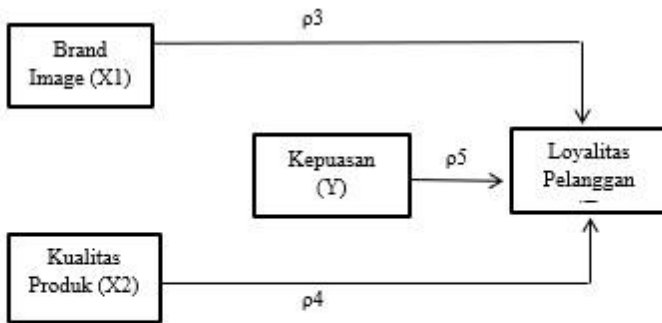 ρ3
Brand
Image (X1)
Kepuasan
(Y)
ρ5
Loyalitas
Pelanggan
Kualitas
Produk (X2)
ρ4